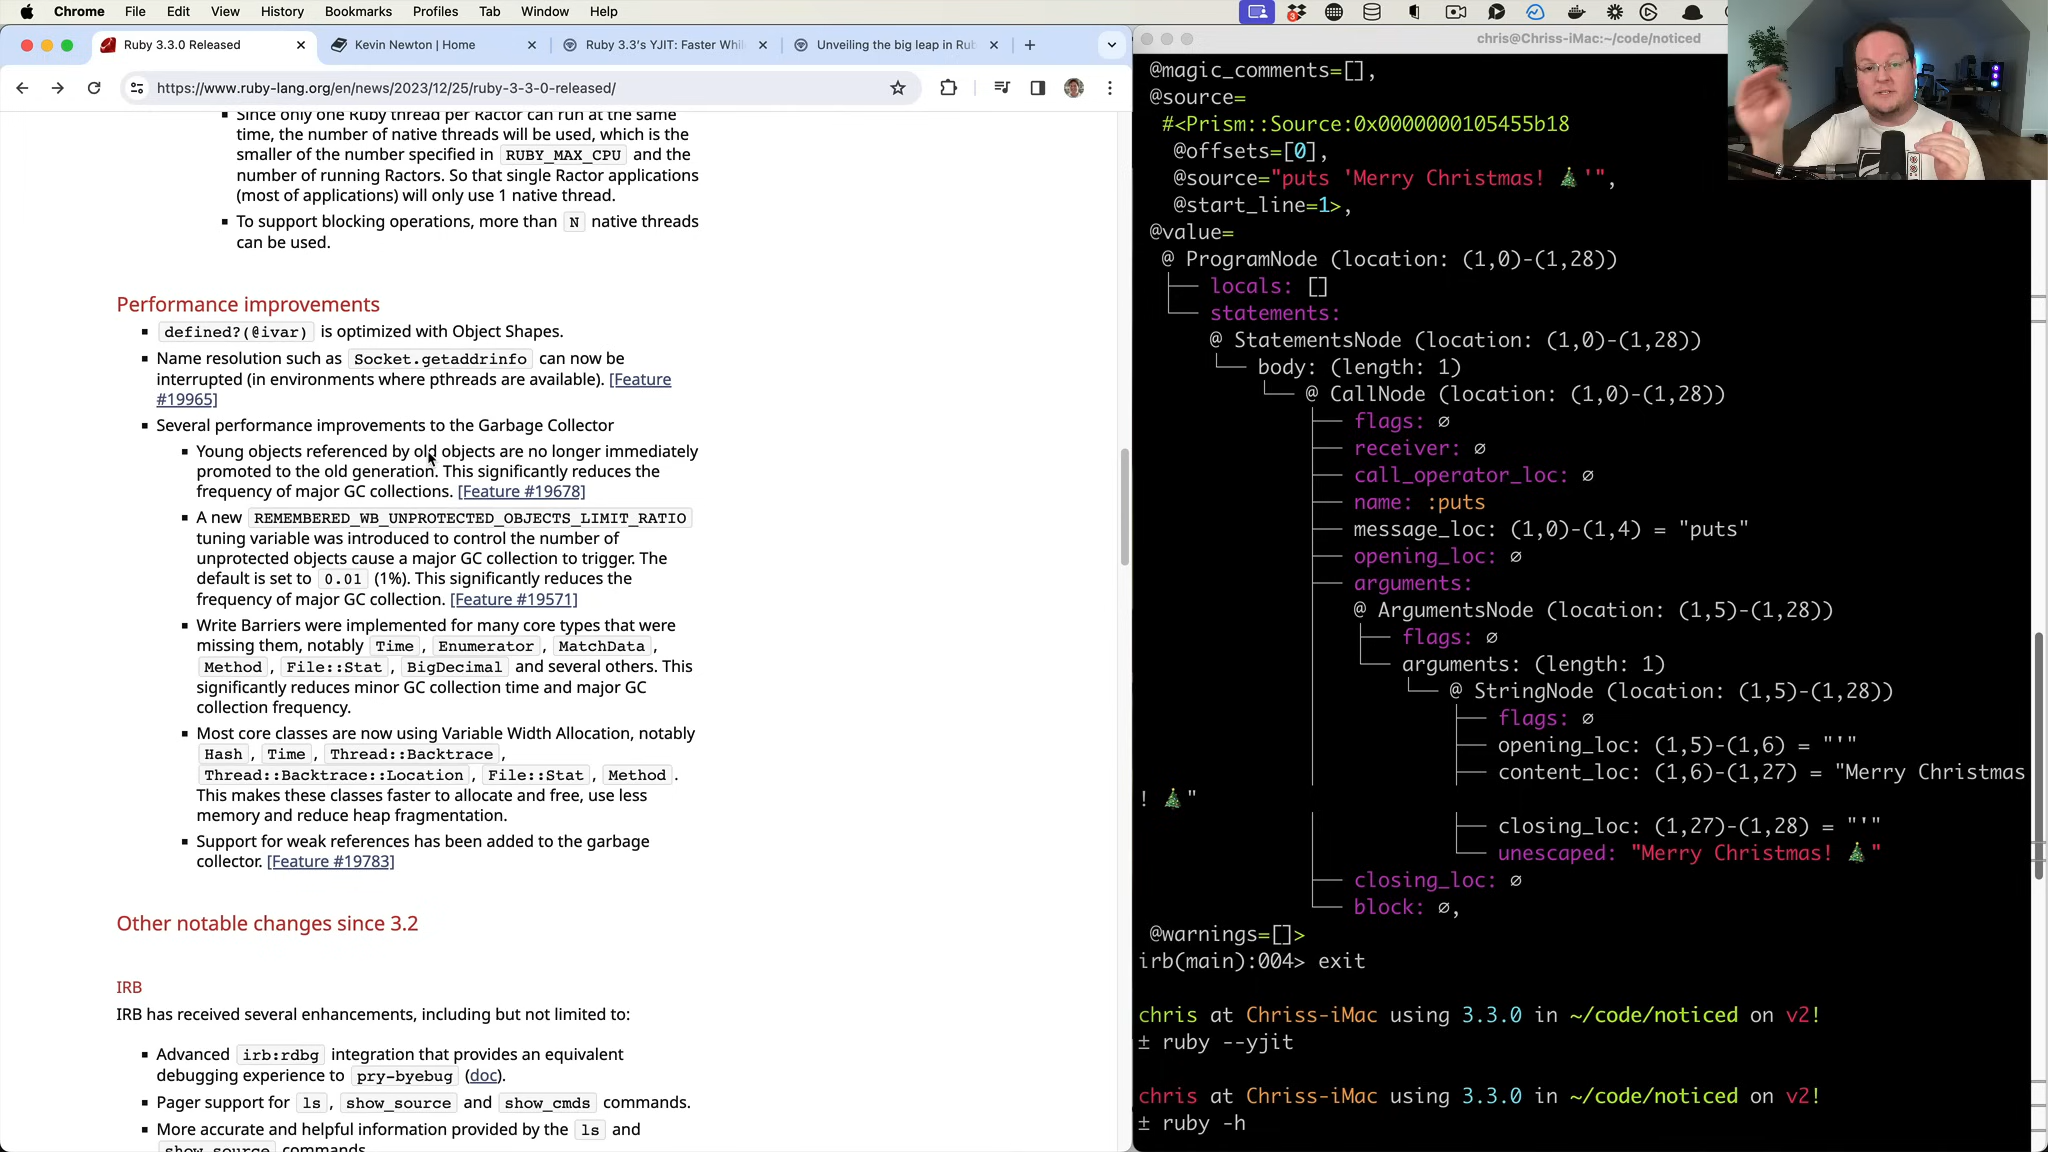 Chrome File Edit View History Bookmarks Profiles Tab Window Help
Ruby 3.3.0 Released
Kevin Newton | Home
Ruby 3.3's YJIT: Faster Whi
Unveiling the big leap in Rub
https://www.ruby-lang.org/en/news/2023/12/25/ruby-3-3-0-released/
Since only one Ruby thread per Ractor can run at the same
time, the number of native threads will be used, which is the
smaller of the number specified in RUBY_MAX_CPU and the
number of running Ractors. So that single Ractor applications
(most of applications) will only use 1 native thread.
To support blocking operations, more than N native threads
can be used.
Performance improvements
defined?(@ivar) is optimized with Object Shapes.
Name resolution such as Socket.getaddrinfo can now be
interrupted (in environments where pthreads are available). [Feature
#19965]
Several performance improvements to the Garbage Collector
Young objects referenced by old objects are no longer immediately
promoted to the old generation. This significantly reduces the
frequency of major GC collections. [Feature #19678]
A new REMEMBERED_WB_UNPROTECTED_OBJECTS_LIMIT_RATIO
tuning variable was introduced to control the number of
unprotected objects cause a major GC collection to trigger. The
default is set to 0.01 (1%). This significantly reduces the
frequency of major GC collection. [Feature #19571]
Write Barriers were implemented for many core types that were
missing them, notably Time, Enumerator, MatchData,
Method, File::Stat, BigDecimal and several others. This
significantly reduces minor GC collection time and major GC
collection frequency.
Most core classes are now using Variable Width Allocation, notably
Hash, Time, Thread::Backtrace,
Thread::Backtrace::Location, File::Stat, Method.
This makes these classes faster to allocate and free, use less
memory and reduce heap fragmentation.
Support for weak references has been added to the garbage
collector. [Feature #19783]
Other notable changes since 3.2
IRB
IRB has received several enhancements, including but not limited to:
Advanced irb:rdbg integration that provides an equivalent
debugging experience to pry-byebug (doc).
Pager support for ls, show_source and show_cmds commands.
More accurate and helpful information provided by the ls and
show_source commands.
chris@Chriss-iMac:~/code/noticed
@magic_comments=[],
@source=
#<Prism::Source:0x0000000105455b18
@offsets=[0],
@source="puts 'Merry Christmas! 🎄'",
@start_line=1>,
@value=
@ ProgramNode (location: (1,0)-(1,28))
├── locals: []
└── statements:
@ StatementsNode (location: (1,0)-(1,28))
└── body: (length: 1)
└── @ CallNode (location: (1,0)-(1,28))
├── flags: ∅
├── receiver: ∅
├── call_operator_loc: ∅
├── name: :puts
├── message_loc: (1,0)-(1,4) = "puts"
├── opening_loc: ∅
├── arguments:
│ @ ArgumentsNode (location: (1,5)-(1,28))
│ ├── flags: ∅
│ └── arguments: (length: 1)
│ └── @ StringNode (location: (1,5)-(1,28))
│ ├── flags: ∅
│ ├── opening_loc: (1,5)-(1,6) = "'"
│ ├── content_loc: (1,6)-(1,27) = "Merry Christmas
! 🎄"
│ ├── closing_loc: (1,27)-(1,28) = "'"
│ └── unescaped: "Merry Christmas! 🎄"
├── closing_loc: ∅
└── block: ∅,
@warnings=[]>
irb(main):004> exit
chris at Chriss-iMac using 3.3.0 in ~/code/noticed on v2!
± ruby --yjit
chris at Chriss-iMac using 3.3.0 in ~/code/noticed on v2!
± ruby -h